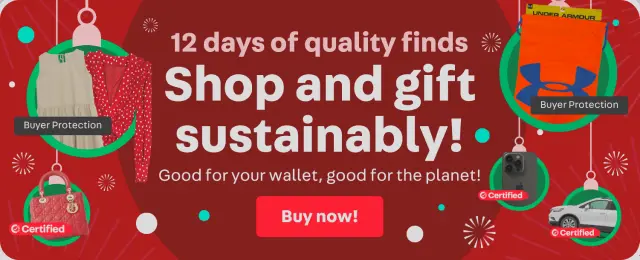 12 days of quality finds
UNDER ARMOUR
Shop and gift
sustainably!
Buyer Protection
Buyer Protection
Good for your wallet, good for the planet!
Certified
Buy now!
Certified
Certified